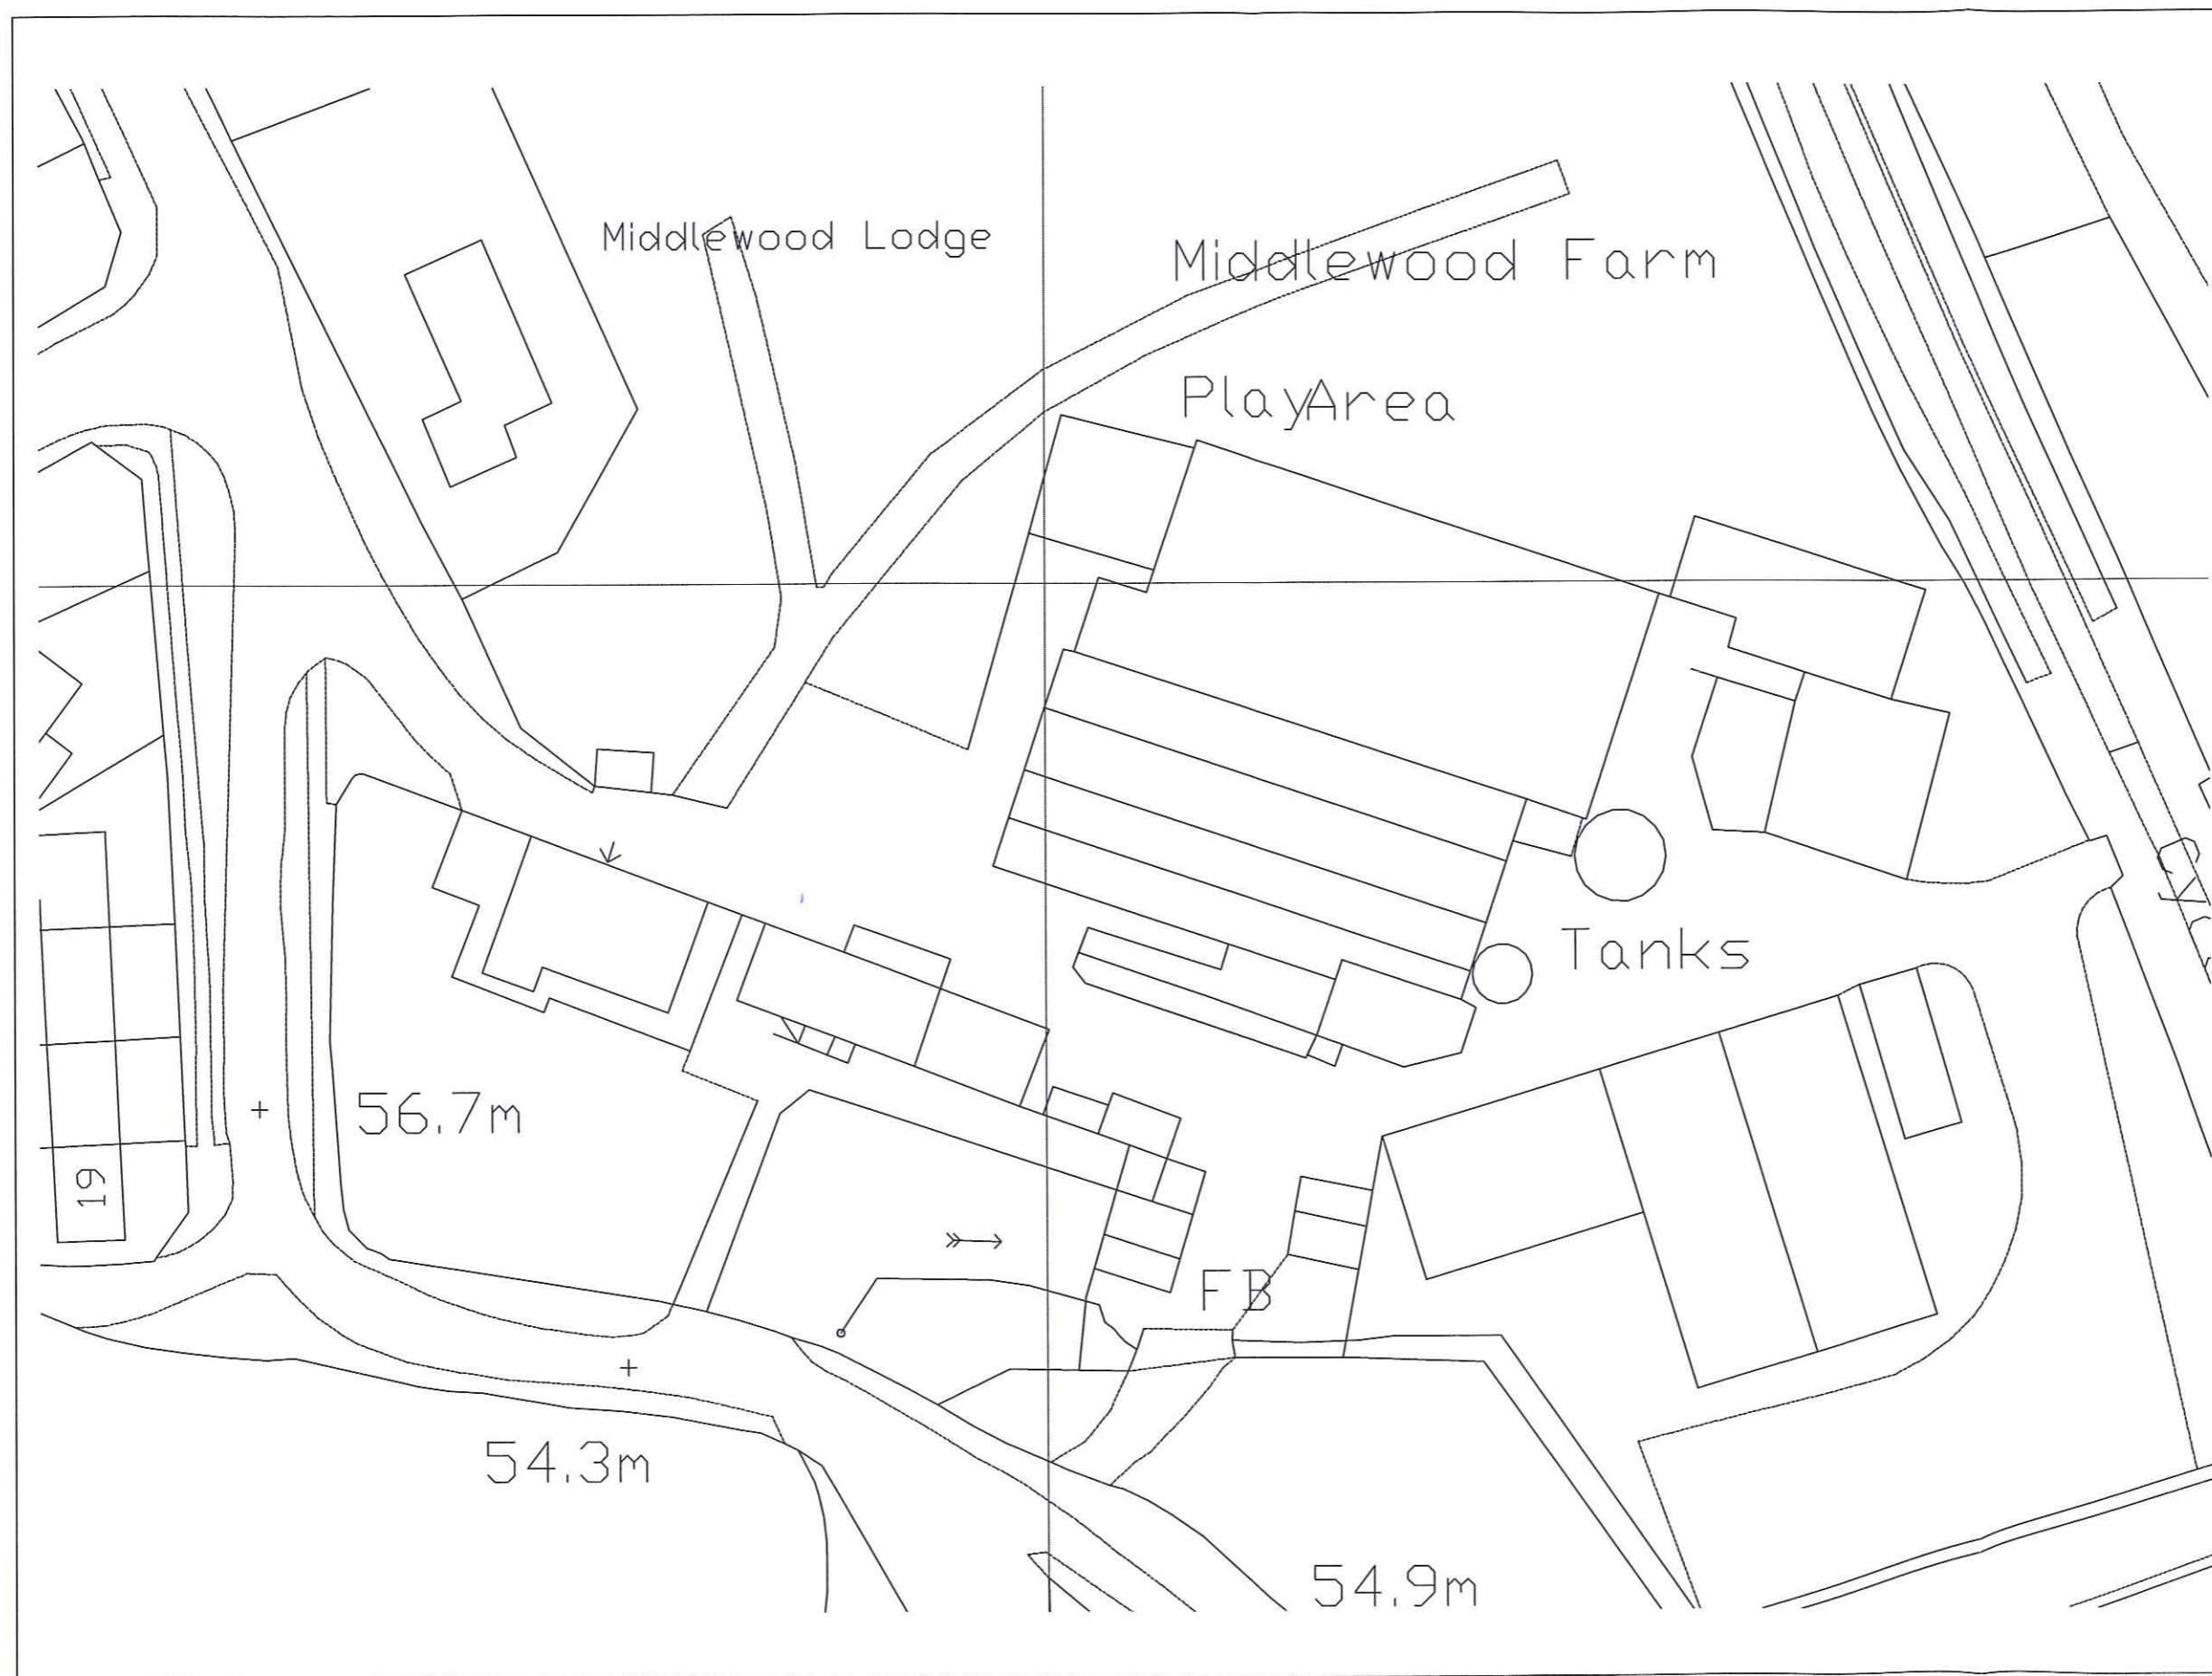 Middlewood Lodge
Middlewood Farm
PlayArea
Tanks
56.7m
19
FB
54.3m
54.9m